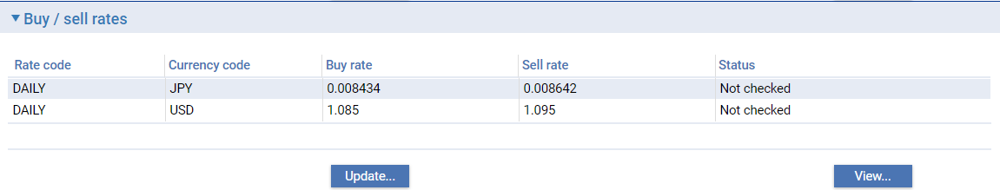 Buy / sell rates
Rate code Currency code Buy rate Sell rate Status
DAILY JPY 0.008434 0.008642 Not checked
DAILY USD 1.085 1.095 Not checked
Update... View...